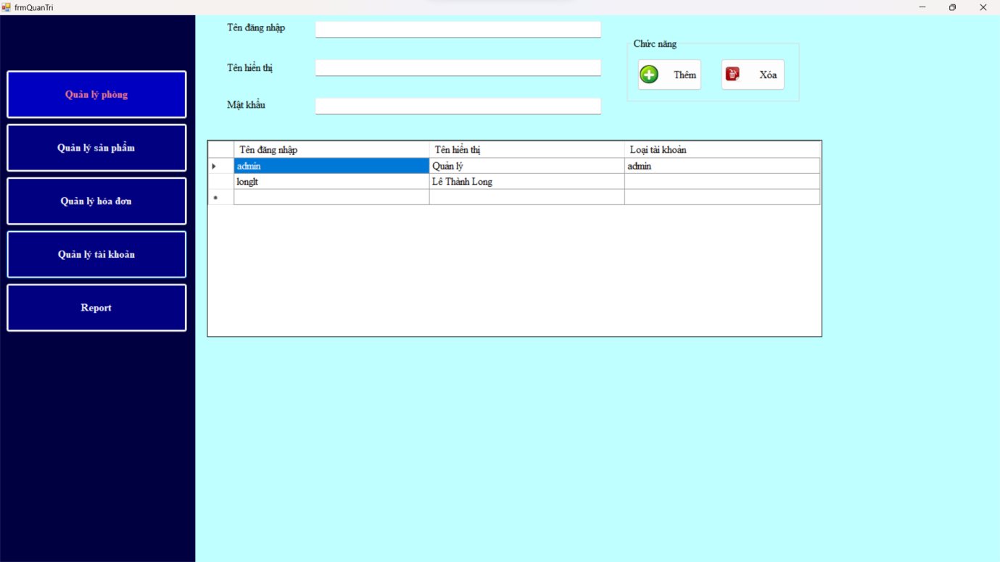 frmQuanTri
Quản lý phòng
Quản lý sản phẩm
Quản lý hóa đơn
Quản lý tài khoản
Report
Tên đăng nhập
Tên hiển thị
Mật khẩu
Chức năng
Thêm Xóa
Tên đăng nhập Tên hiển thị Loại tài khoản
admin Quản lý admin
longlt Lê Thành Long